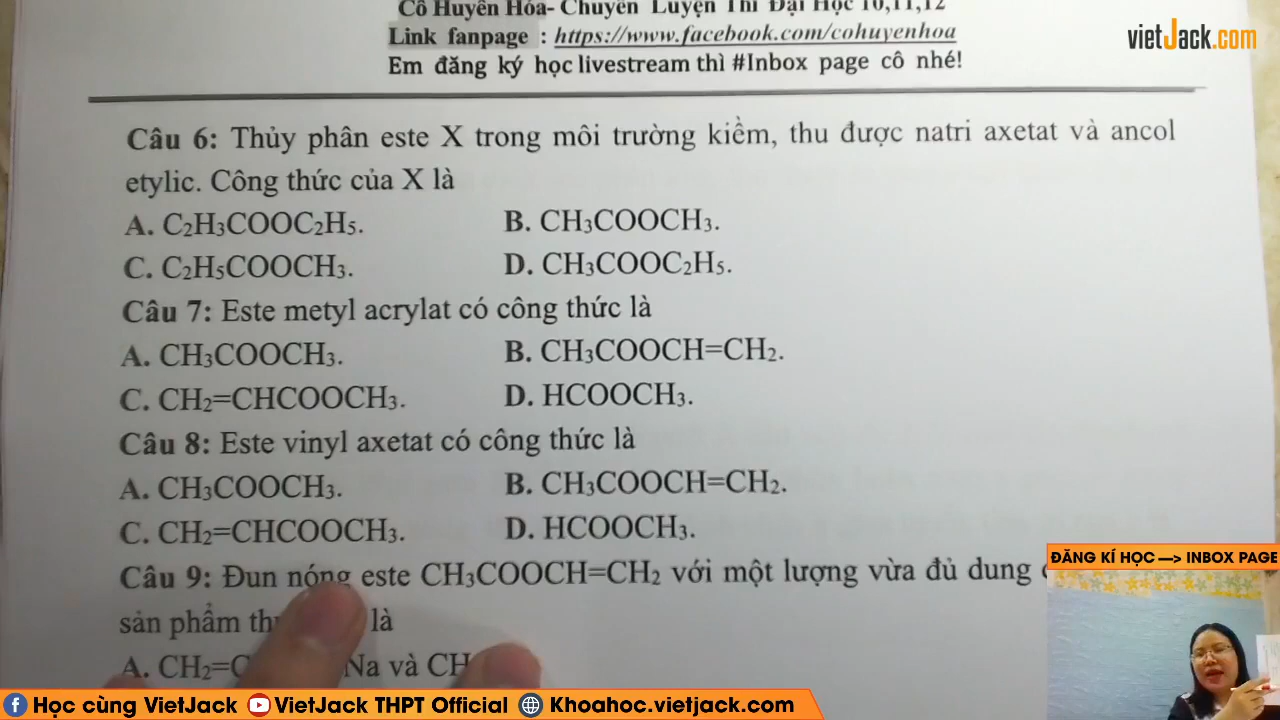 Cô Huyền Hóa- Chuyên Luyện Thi Đại Học 10,11,12
Link fanpage : https://www.facebook.com/cohuyenhoa
Em đăng ký học livestream thì #Inbox page cô nhé!
vietJack.com
Câu 6: Thủy phân este X trong môi trường kiềm, thu được natri axetat và ancol
etylic. Công thức của X là
A. C₂H₃COOC₂H₅. B. CH₃COOCH₃.
C. C₂H₅COOCH₃. D. CH₃COOC₂H₅.
Câu 7: Este metyl acrylat có công thức là
A. CH₃COOCH₃. B. CH₃COOCH=CH₂.
C. CH₂=CHCOOCH₃. D. HCOOCH₃.
Câu 8: Este vinyl axetat có công thức là
A. CH₃COOCH₃. B. CH₃COOCH=CH₂.
C. CH₂=CHCOOCH₃. D. HCOOCH₃.
Câu 9: Đun nóng este CH₃COOCH=CH₂ với một lượng vừa đủ dung
sản phẩm là
A. CH₂=C Na và CH
ĐĂNG KÍ HỌC —> INBOX PAGE
Học cùng VietJack VietJack THPT Official Khoahoc.vietjack.com